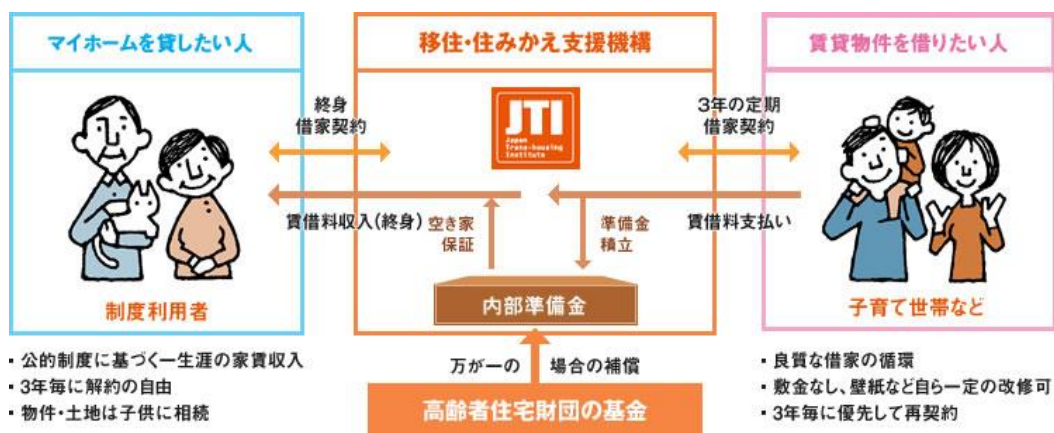 マイホームを貸したい人
移住・住みかえ支援機構
賃貸物件を借りたい人
終身
借家契約
JTI
Japan
Trans-housing
Institute
3年の定期
借家契約
賃借料収入(終身)
空き家
保証
準備金
積立
賃借料支払い
内部準備金
制度利用者
子育て世帯など
▪ 公的制度に基づく一生涯の家賃収入
▪ 3年毎に解約の自由
▪ 物件・土地は子供に相続
万が一の 場合の補償
高齢者住宅財団の基金
▪ 良質な借家の循環
▪ 敷金なし、壁紙など自ら一定の改修可
▪ 3年毎に優先して再契約